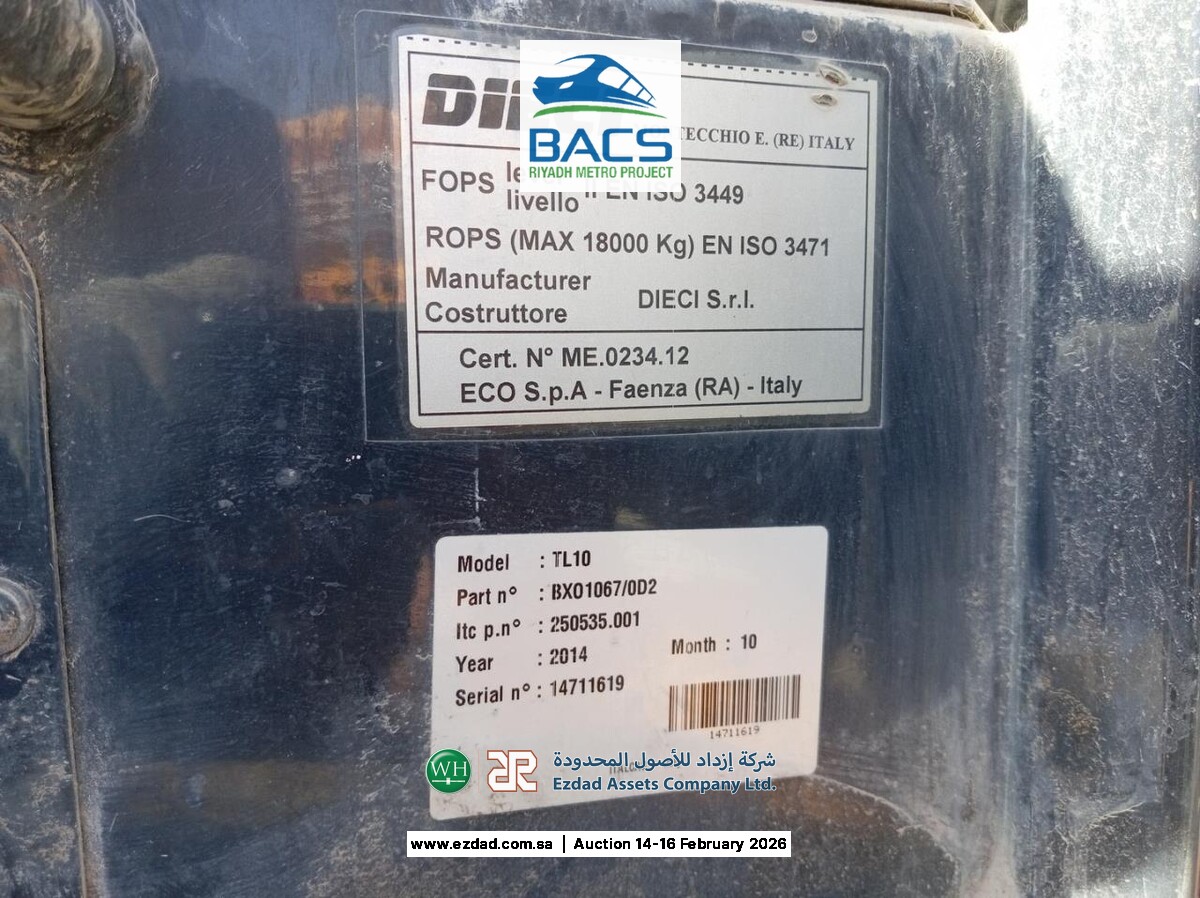 BACS
RIYADH METRO PROJECT
TECCHIO E. (RE) ITALY
FOPS livello II EN ISO 3449
ROPS (MAX 18000 Kg) EN ISO 3471
Manufacturer
Costruttore
DIECI S.r.l.
Cert. N° ME.0234.12
ECO S.p.A - Faenza (RA) - Italy
Model : TL10
Part n° : BXO1067/0D2
Itc p.n° : 250535.001
Year : 2014
Month : 10
Serial n° : 14711619
14711619
WH
شركة إزداد للأصول المحدودة
Ezdad Assets Company Ltd.
www.ezdad.com.sa | Auction 14-16 February 2026